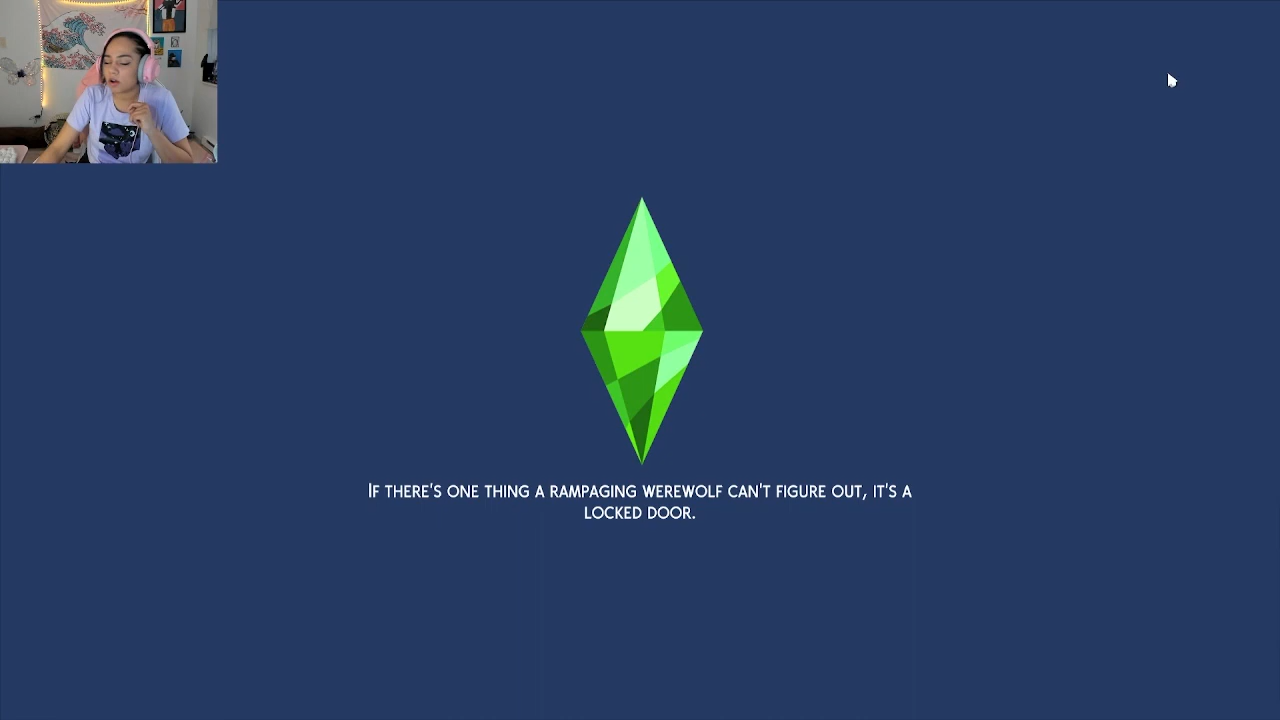 If there's one thing a rampaging werewolf can't figure out, it's a
locked door.